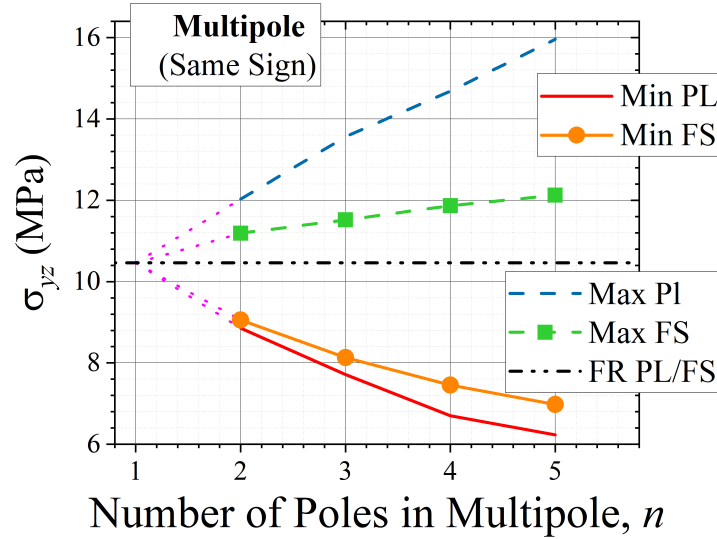 Multipole
(Same Sign)
16
14
12
10
8
6
σyz (MPa)
Min PL
Min FS
Max Pl
Max FS
FR PL/FS
1 2 3 4 5
Number of Poles in Multipole, n